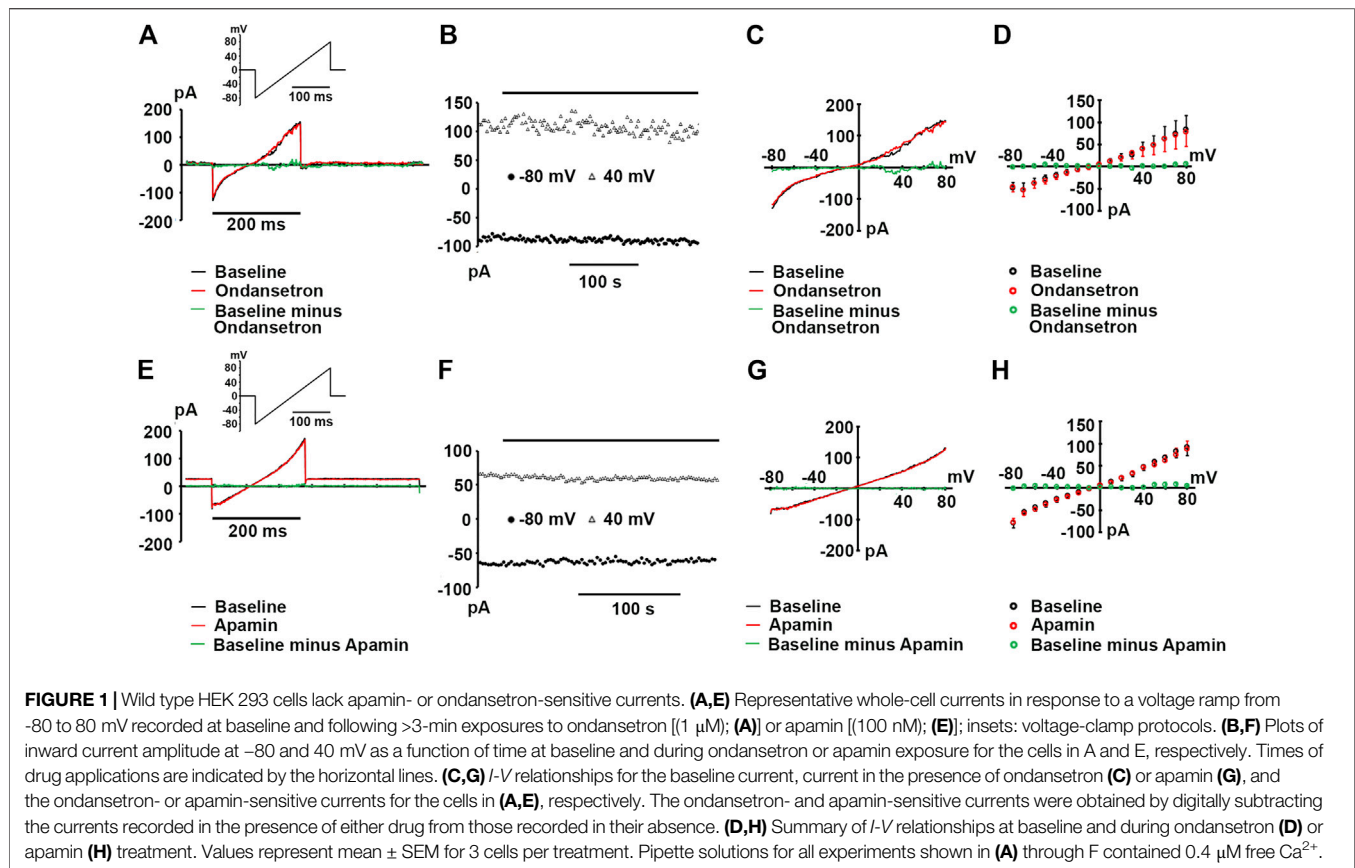 A
mV
80
40
0
-40
-80
100 ms
pA
200
100
0
-100
-200
200 ms
Baseline
Ondansetron
Baseline minus
Ondansetron
B
150
100
50
0
-50
-100
pA
-80 mV
40 mV
100 s
C
pA
200
100
-80
-40
mV
40
80
-100
-200
pA
Baseline
Ondansetron
Baseline minus
Ondansetron
D
pA
150
100
50
-80
-40
mV
40
80
-50
-100
pA
Baseline
Ondansetron
Baseline minus
Ondansetron
E
mV
80
40
0
-40
-80
100 ms
pA
200
100
0
-100
-200
200 ms
Baseline
Apamin
Baseline minus Apamin
F
100
50
0
-50
-100
pA
-80 mV
40 mV
100 s
G
pA
200
100
-80
-40
mV
40
80
-100
-200
pA
Baseline
Apamin
Baseline minus Apamin
H
pA
150
100
50
-80
-40
mV
40
80
-50
-100
pA
Baseline
Apamin
Baseline minus Apamin
FIGURE 1 | Wild type HEK 293 cells lack apamin- or ondansetron-sensitive currents. (A,E) Representative whole-cell currents in response to a voltage ramp from
-80 to 80 mV recorded at baseline and following >3-min exposures to ondansetron [(1 μM); (A)] or apamin [(100 nM); (E)]; insets: voltage-clamp protocols. (B,F) Plots of
inward current amplitude at −80 and 40 mV as a function of time at baseline and during ondansetron or apamin exposure for the cells in A and E, respectively. Times of
drug applications are indicated by the horizontal lines. (C,G) I-V relationships for the baseline current, current in the presence of ondansetron (C) or apamin (G), and
the ondansetron- or apamin-sensitive currents for the cells in (A,E), respectively. The ondansetron- and apamin-sensitive currents were obtained by digitally subtracting
the currents recorded in the presence of either drug from those recorded in their absence. (D,H) Summary of I-V relationships at baseline and during ondansetron (D) or
apamin (H) treatment. Values represent mean ± SEM for 3 cells per treatment. Pipette solutions for all experiments shown in (A) through F contained 0.4 μM free Ca2+.